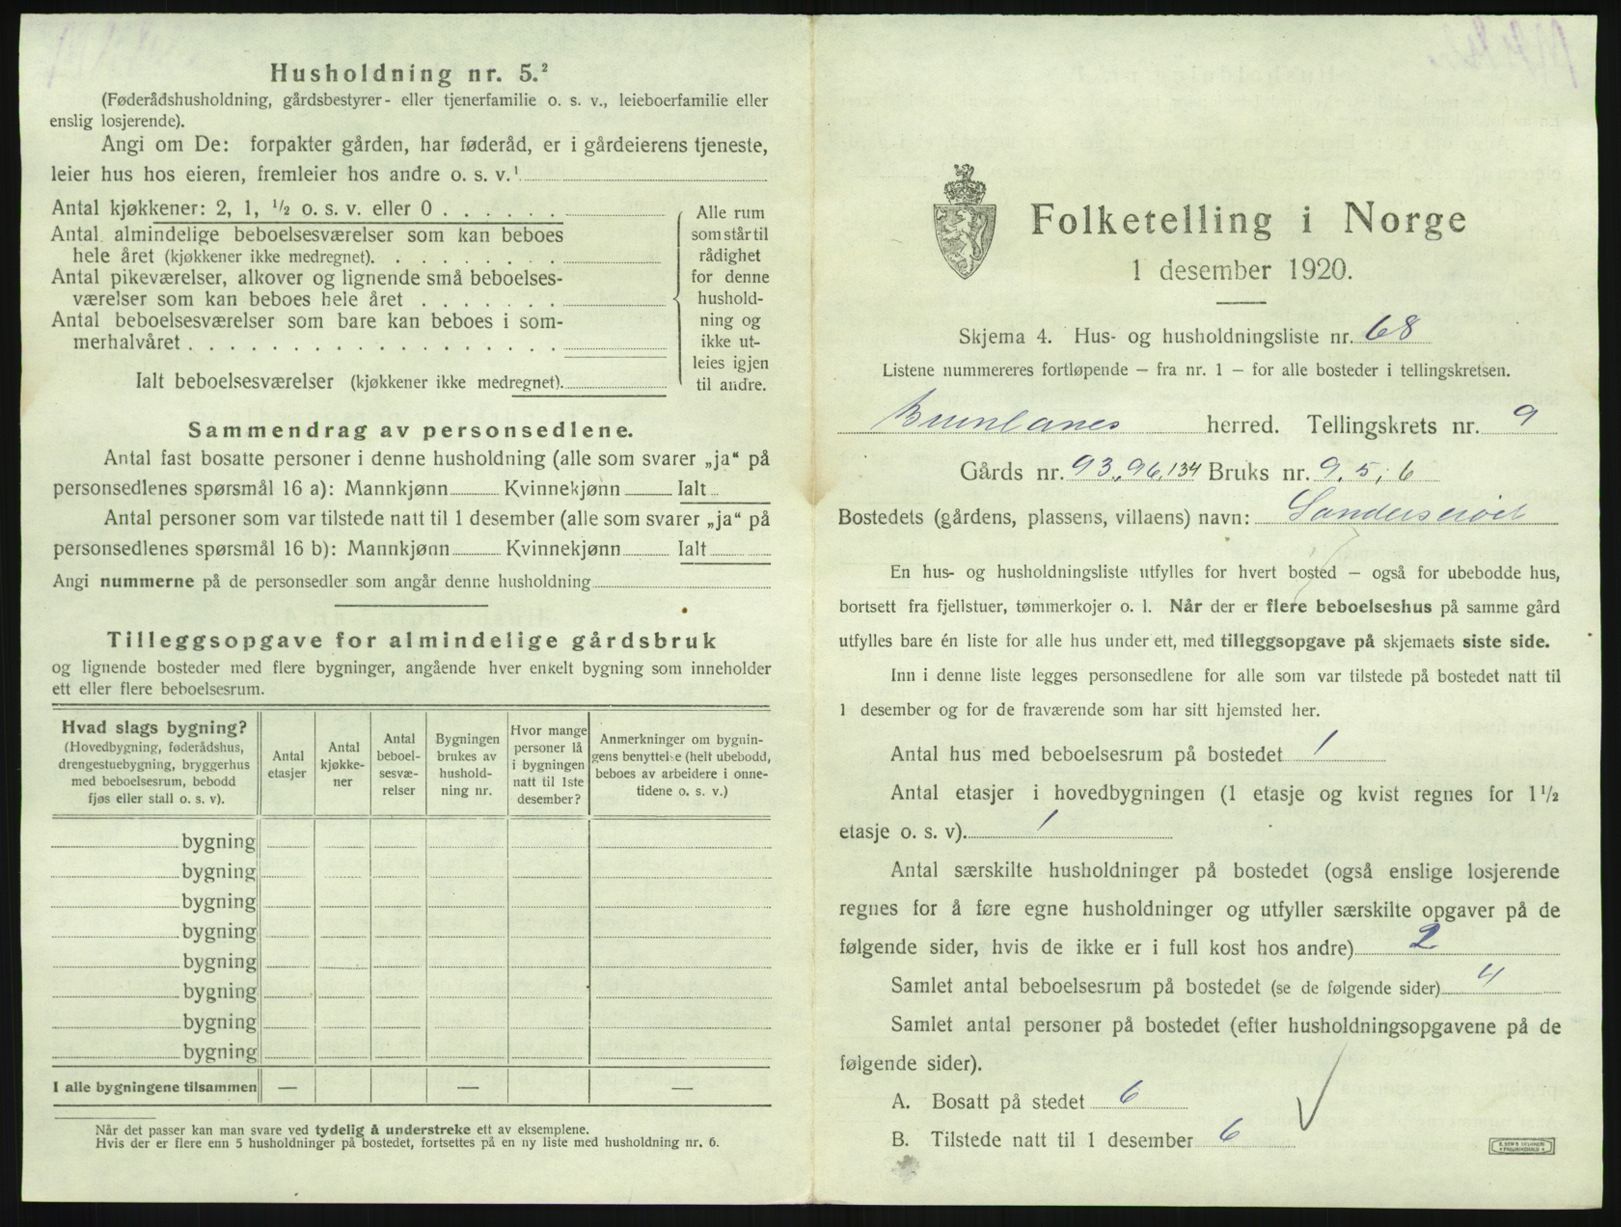 Husholdning nr. 5.²
(Føderådshusholdning, gårdsbestyrer- eller tjenerfamilie o. s. v., leieboerfamilie eller
enslig losjerende).
Angi om De: forpakter gården, har føderåd, er i gårdeierens tjeneste,
leier hus hos eieren, fremleier hos andre o. s. v.¹
Antal kjøkkener: 2, 1, ½ o. s. v. eller 0 . . . . . .
Antal almindelige beboelsesværelser som kan beboes
hele året (kjøkkener ikke medregnet). . . . . . . .
Antal pikeværelser, alkover og lignende små beboelses-
værelser som kan beboes hele året . . . . . . .
Antal beboelsesværelser som bare kan beboes i som-
merhalvåret . . . . . . . . . . . . . . . . . .
Ialt beboelsesværelser (kjøkkener ikke medregnet).
Alle rum
som står til
rådighet
for denne
hushold-
ning og
ikke ut-
leies igjen
til andre.
Sammendrag av personsedlene.
Antal fast bosatte personer i denne husholdning (alle som svarer „ja“ på
personsedlenes spørsmål 16 a): Mannkjønn Kvinnekjønn Ialt
Antal personer som var tilstede natt til 1 desember (alle som svarer „ja“ på
personsedlenes spørsmål 16 b): Mannkjønn Kvinnekjønn Ialt
Angi nummerne på de personsedler som angår denne husholdning
Tilleggsopgave for almindelige gårdsbruk
og lignende bosteder med flere bygninger, angående hver enkelt bygning som inneholder
ett eller flere beboelsesrum.
Hvad slags bygning?
(Hovedbygning, føderådshus,
drengestuebygning, bryggerhus
med beboelsesrum, bebodd
fjøs eller stall o. s. v).
Antal
etasjer
Antal
kjøkke-
ner
Antal
beboel-
sesvæ-
relser
Bygningen
brukes av
hushold-
ning nr.
Hvor mange
personer lå
i bygningen
natt til 1ste
desember?
Anmerkninger om bygnin-
gens benyttelse (helt ubebodd,
beboes av arbeidere i onne-
tidene o. s. v.)
bygning
bygning
bygning
bygning
bygning
bygning
bygning
bygning
I alle bygningene tilsammen — — —
Når det passer kan man svare ved tydelig å understreke ett av eksemplene.
Hvis der er flere enn 5 husholdninger på bostedet, fortsettes på en ny liste med husholdning nr. 6.
Folketelling i Norge
1 desember 1920.
Skjema 4. Hus- og husholdningsliste nr. 68
Listene nummereres fortløpende – fra nr. 1 – for alle bosteder i tellingskretsen.
Brunlanes herred. Tellingskrets nr. 9
Gårds nr. 93, 96, 134 Bruks nr. 9, 5, 6
Bostedets (gårdens, plassens, villaens) navn:
En hus- og husholdningsliste utfylles for hvert bosted – også for ubebodde hus,
bortsett fra fjellstuer, tømmerkojer o. l. Når der er flere beboelseshus på samme gård
utfylles bare én liste for alle hus under ett, med tilleggsopgave på skjemaets siste side.
Inn i denne liste legges personsedlene for alle som var tilstede på bostedet natt til
1 desember og for de fraværende som har sitt hjemsted her.
Antal hus med beboelsesrum på bostedet 1
Antal etasjer i hovedbygningen (1 etasje og kvist regnes for 1½
etasje o. s. v). 1
Antal særskilte husholdninger på bostedet (også enslige losjerende
regnes for å føre egne husholdninger og utfyller særskilte opgaver på de
følgende sider, hvis de ikke er i full kost hos andre) 2
Samlet antal beboelsesrum på bostedet (se de følgende sider) 4
Samlet antal personer på bostedet (efter husholdningsopgavene på de
følgende sider).
A. Bosatt på stedet 6
B. Tilstede natt til 1 desember 6